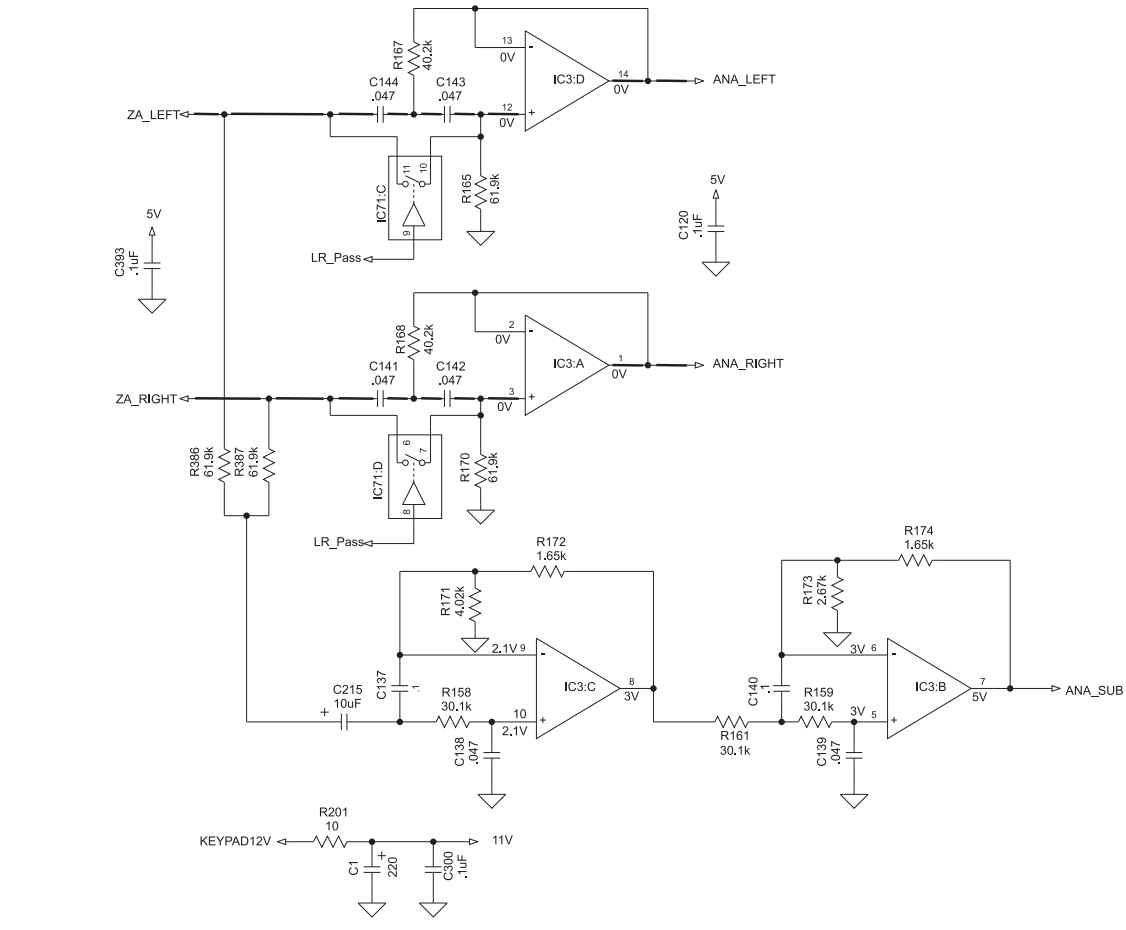 R167
40.2k
13
0V
IC3:D
14
0V
ANA_LEFT
C144
.047
C143
.047
12
0V
ZA_LEFT
11
10
IC71:C
9
R165
61.9k
LR_Pass
5V
C393
.1uF
5V
C120
.1uF
R168
40.2k
2
0V
IC3:A
1
0V
ANA_RIGHT
C141
.047
C142
.047
3
0V
ZA_RIGHT
R386
61.9k
R387
61.9k
6
7
IC71:D
8
R170
61.9k
LR_Pass
R172
1.65k
R171
4.02k
2.1V 9
IC3:C
8
3V
C137
.1
C215
10uF
+
R158
30.1k
10
2.1V
C138
.047
R174
1.65k
R173
2.67k
3V 6
IC3:B
7
5V
ANA_SUB
C140
.1
R161
30.1k
R159
30.1k
3V 5
C139
.047
R201
10
KEYPAD12V
11V
C1
+
220
C300
.1uF